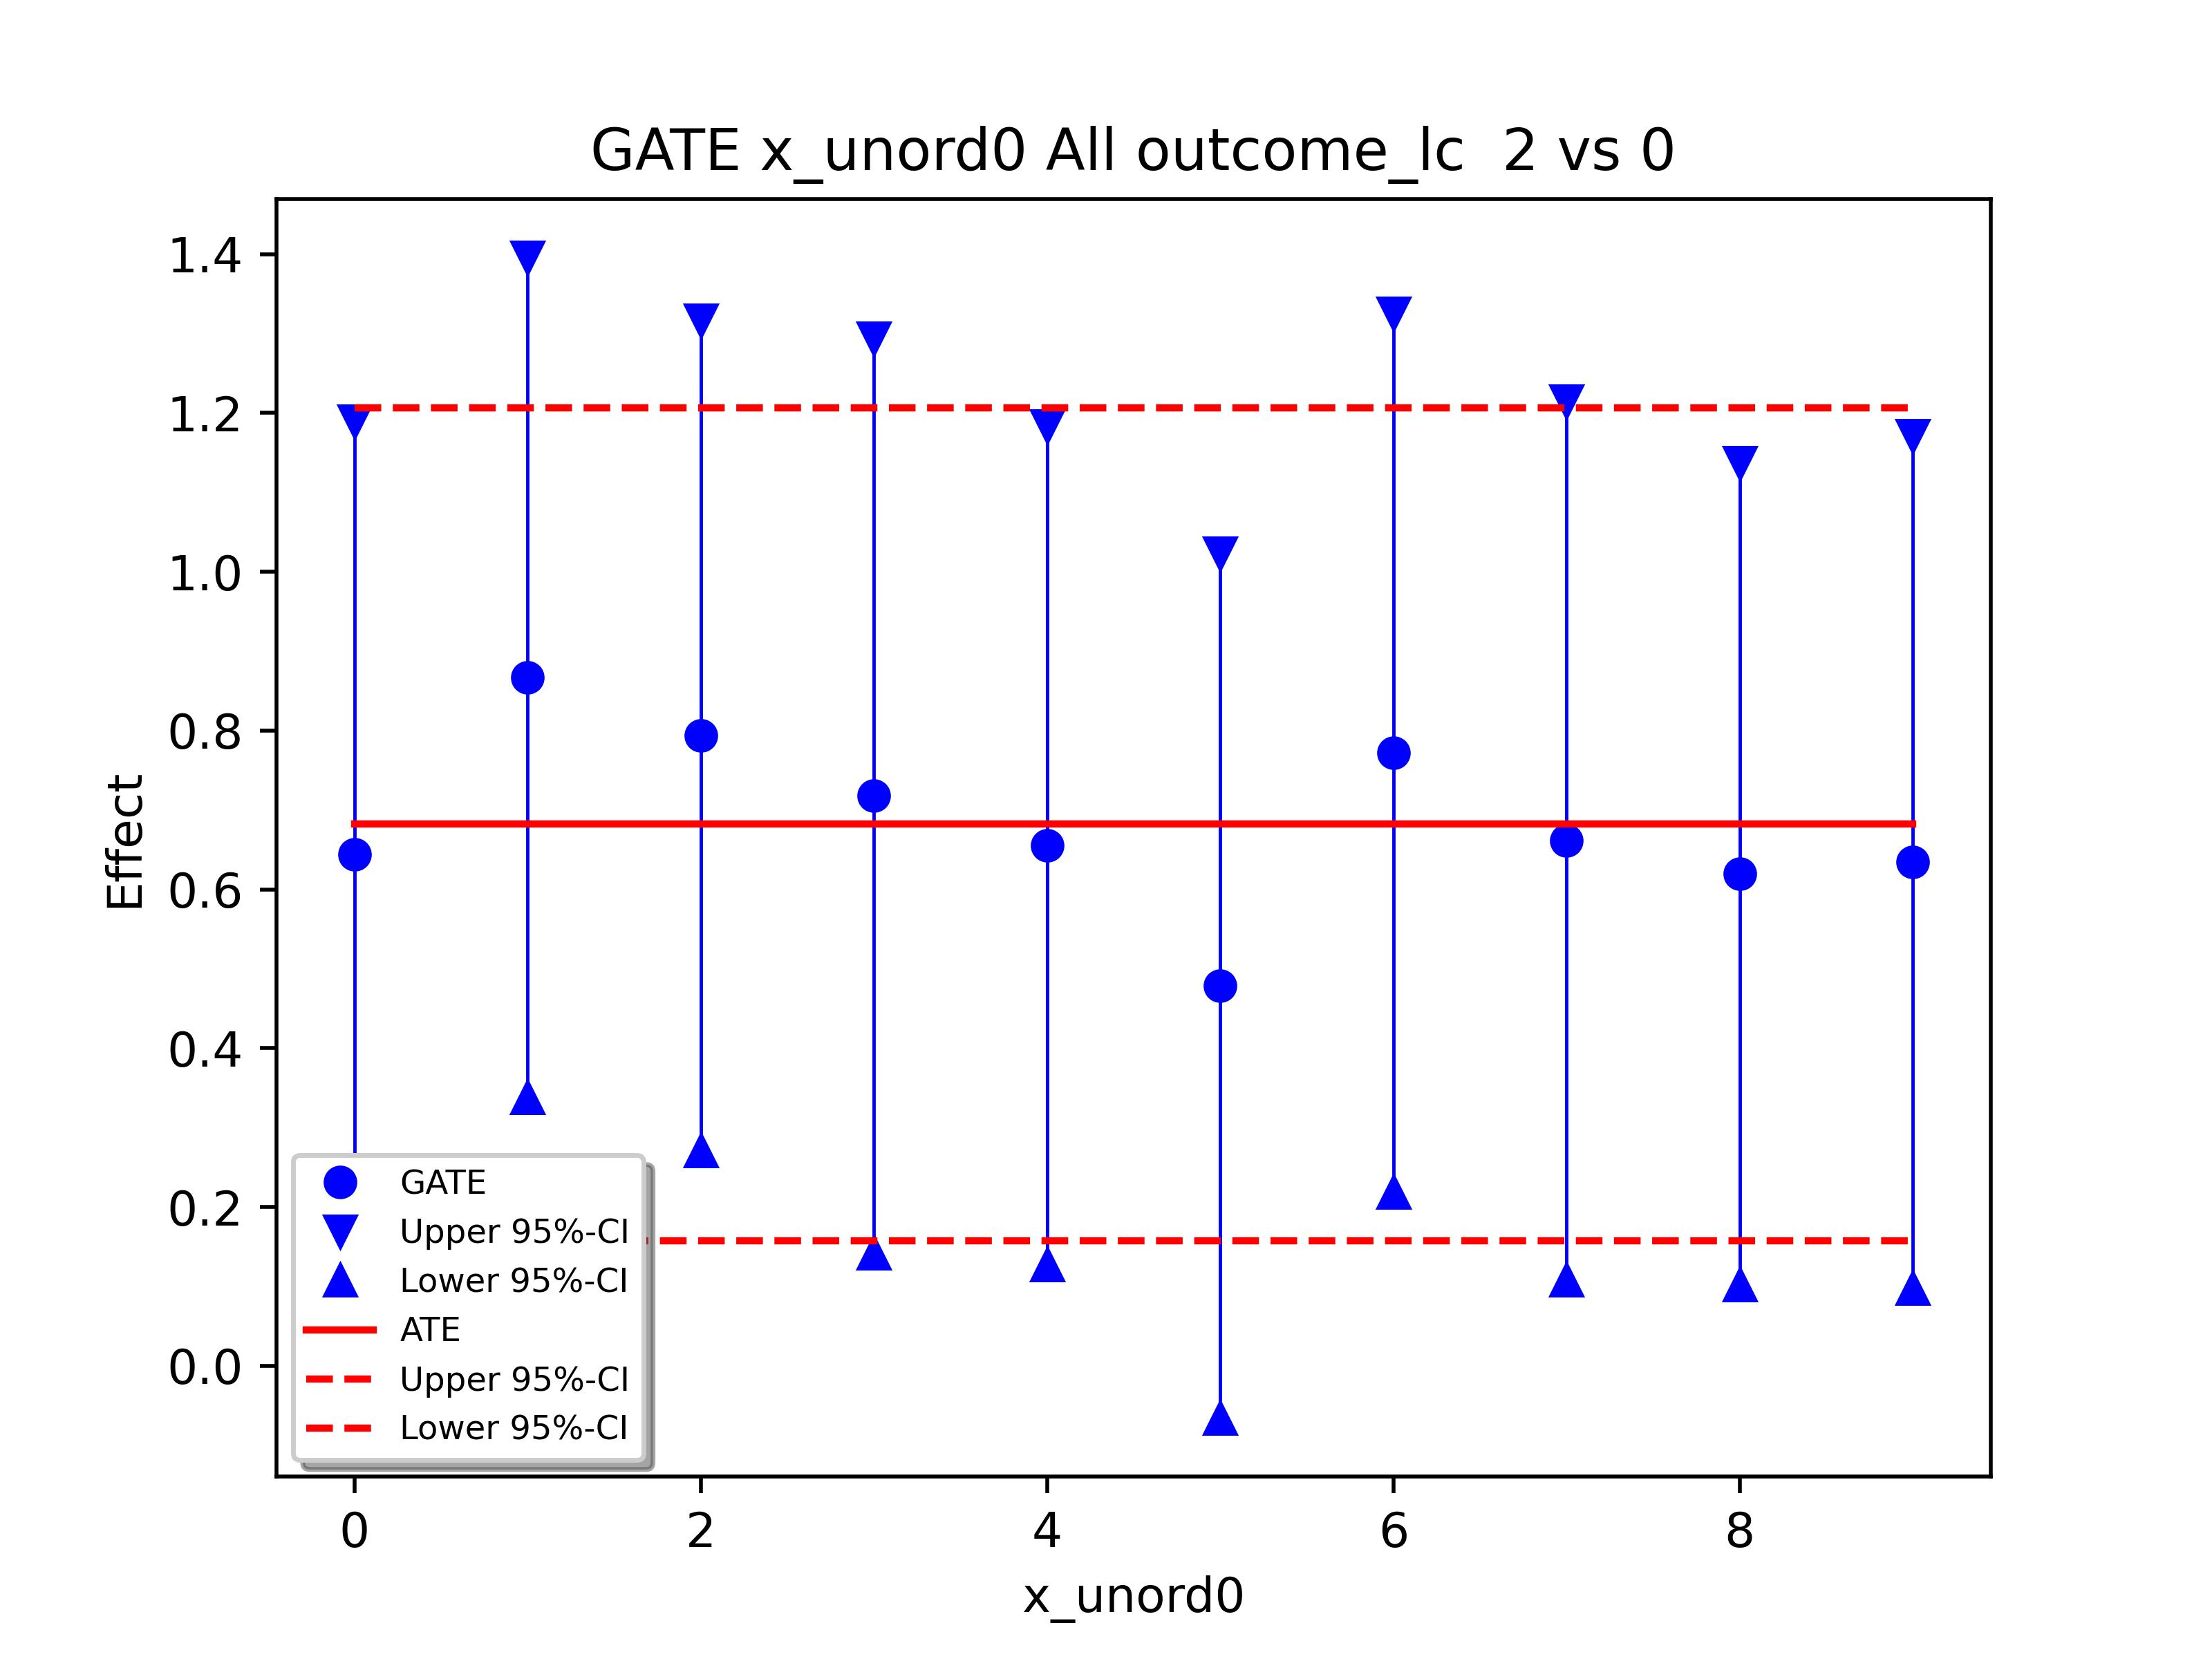 GATE x_unord0 All outcome_lc  2 vs 0
1.4
1.2
1.0
0.8
0.6
0.4
0.2
0.0
Effect
GATE
Upper 95%-CI
Lower 95%-CI
ATE
Upper 95%-CI
Lower 95%-CI
0 2 4 6 8
x_unord0